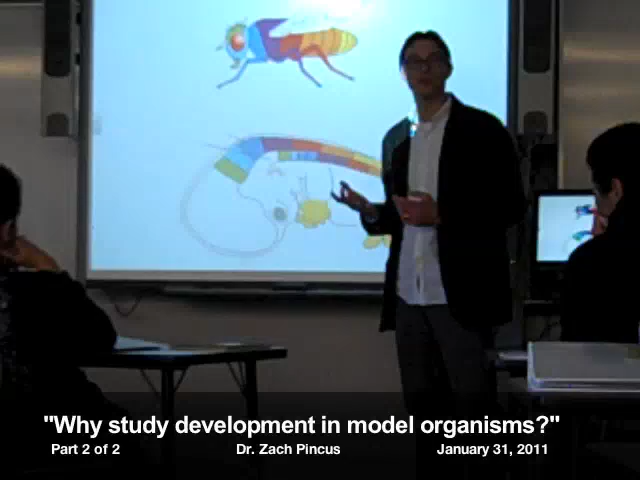 "Why study development in model organisms?"
Part 2 of 2 Dr. Zach Pincus January 31, 2011